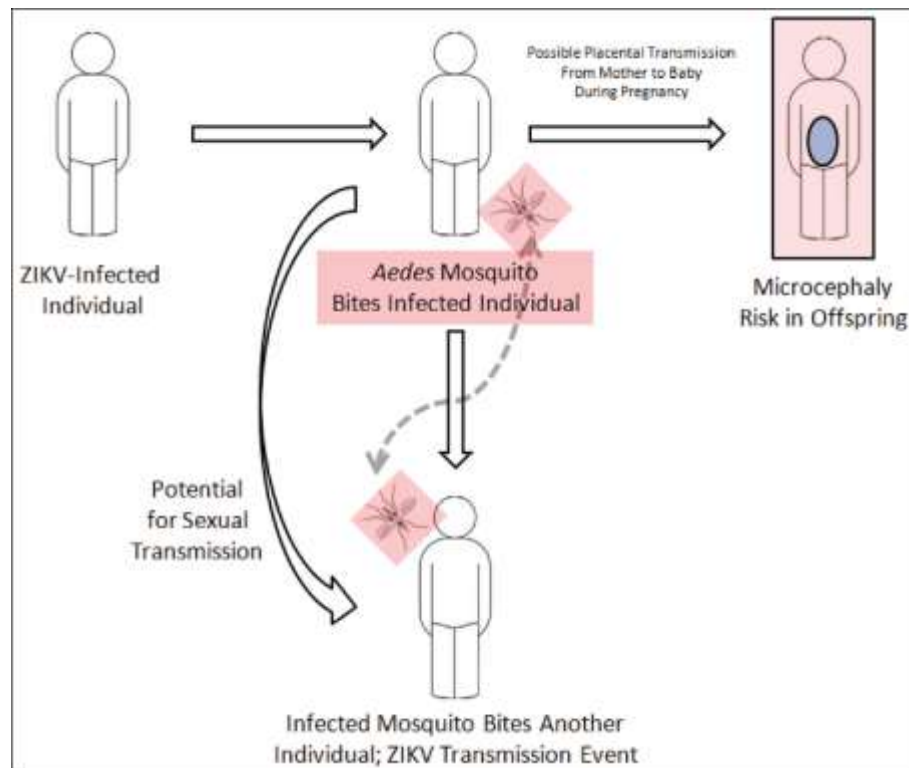 Possible Placental Transmission
From Mother to Baby
During Pregnancy
ZIKV-Infected
Individual
Aedes Mosquito
Bites Infected Individual
Microcephaly
Risk in Offspring
Potential
for Sexual
Transmission
Infected Mosquito Bites Another
Individual; ZIKV Transmission Event